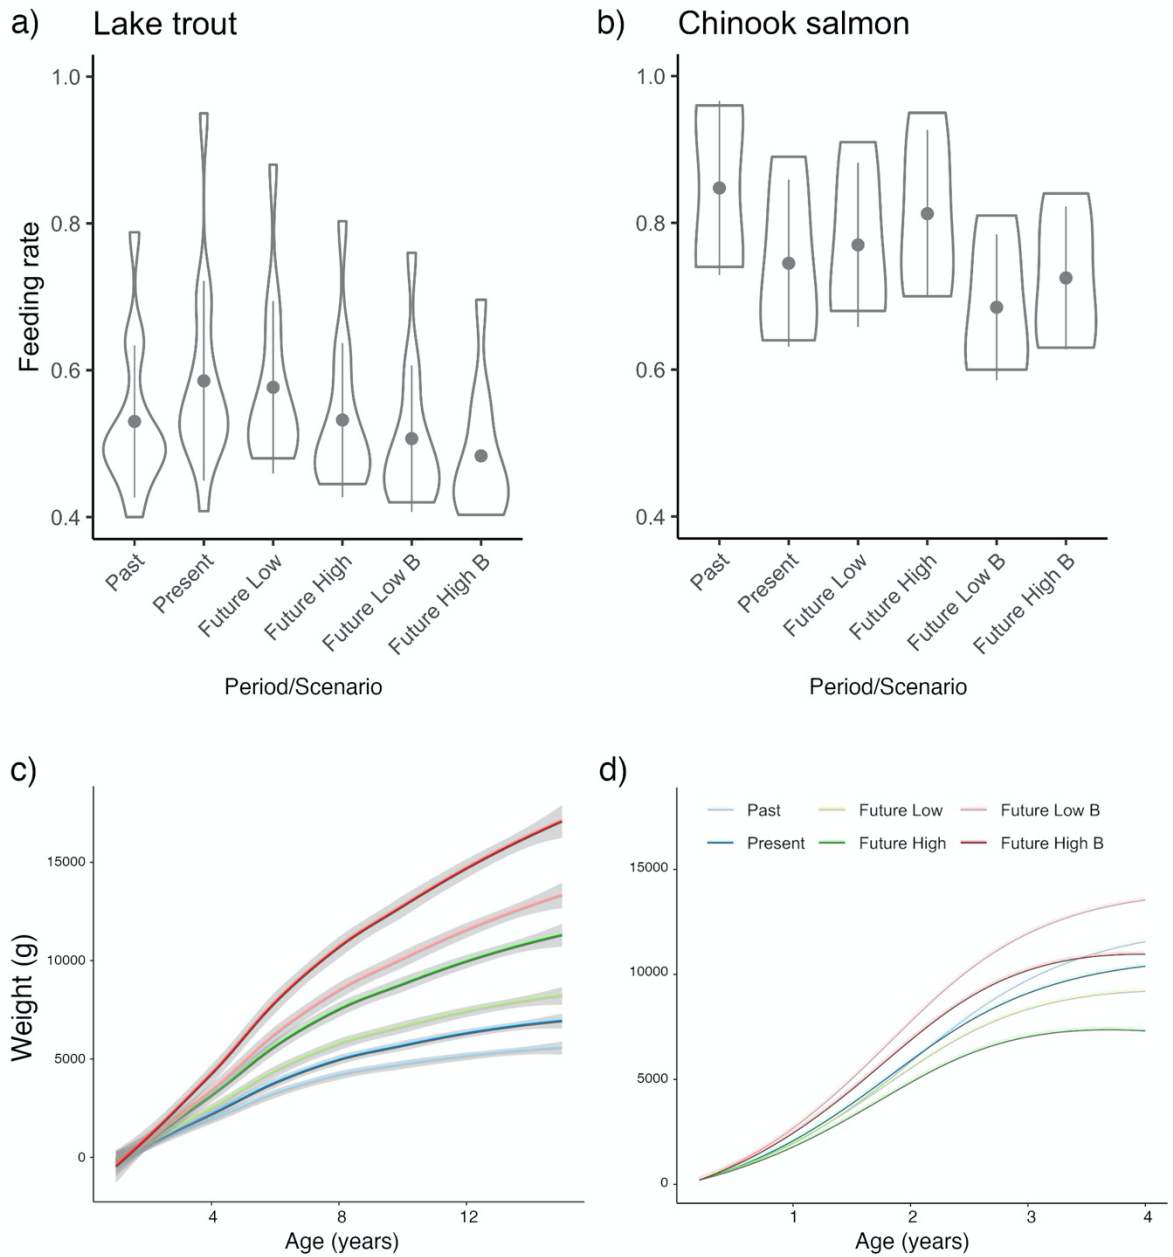 a) Lake trout
b) Chinook salmon
Feeding rate
1.0
0.8
0.6
0.4
Past
Present
Future Low
Future High
Future Low B
Future High B
Period/Scenario
1.0
0.8
0.6
0.4
Past
Present
Future Low
Future High
Future Low B
Future High B
Period/Scenario
c)
Weight (g)
15000
10000
5000
0
4 8 12
Age (years)
d)
Past Future Low Future Low B
Present Future High Future High B
15000
10000
5000
0
1 2 3 4
Age (years)